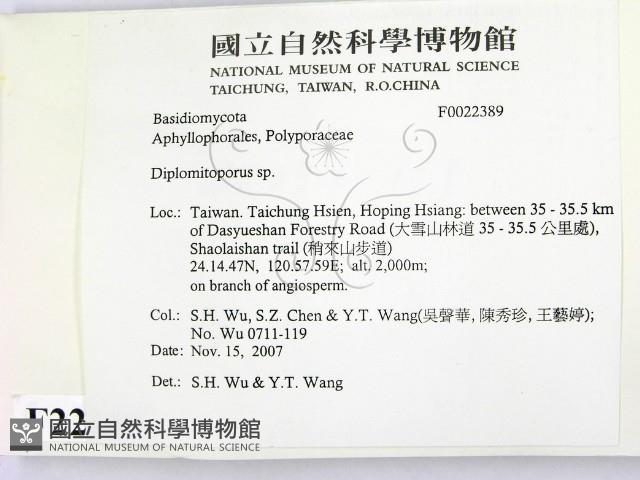 國立自然科學博物館
NATIONAL MUSEUM OF NATURAL SCIENCE
TAICHUNG, TAIWAN, R.O.CHINA
Basidiomycota F0022389
Aphyllophorales, Polyporaceae
Diplomitoporus sp.
Loc.: Taiwan. Taichung Hsien, Hoping Hsiang: between 35 - 35.5 km
of Dasyueshan Forestry Road (大雪山林道 35 - 35.5 公里處),
Shaolaishan trail (稍來山步道)
24.14.47N, 120.57.59E; alt. 2,000m;
on branch of angiosperm.
Col.: S.H. Wu, S.Z. Chen & Y.T. Wang(吳聲華, 陳秀珍, 王藝婷);
No. Wu 0711-119
Date: Nov. 15, 2007
Det.: S.H. Wu & Y.T. Wang
F22
國立自然科學博物館
NATIONAL MUSEUM OF NATURAL SCIENCE